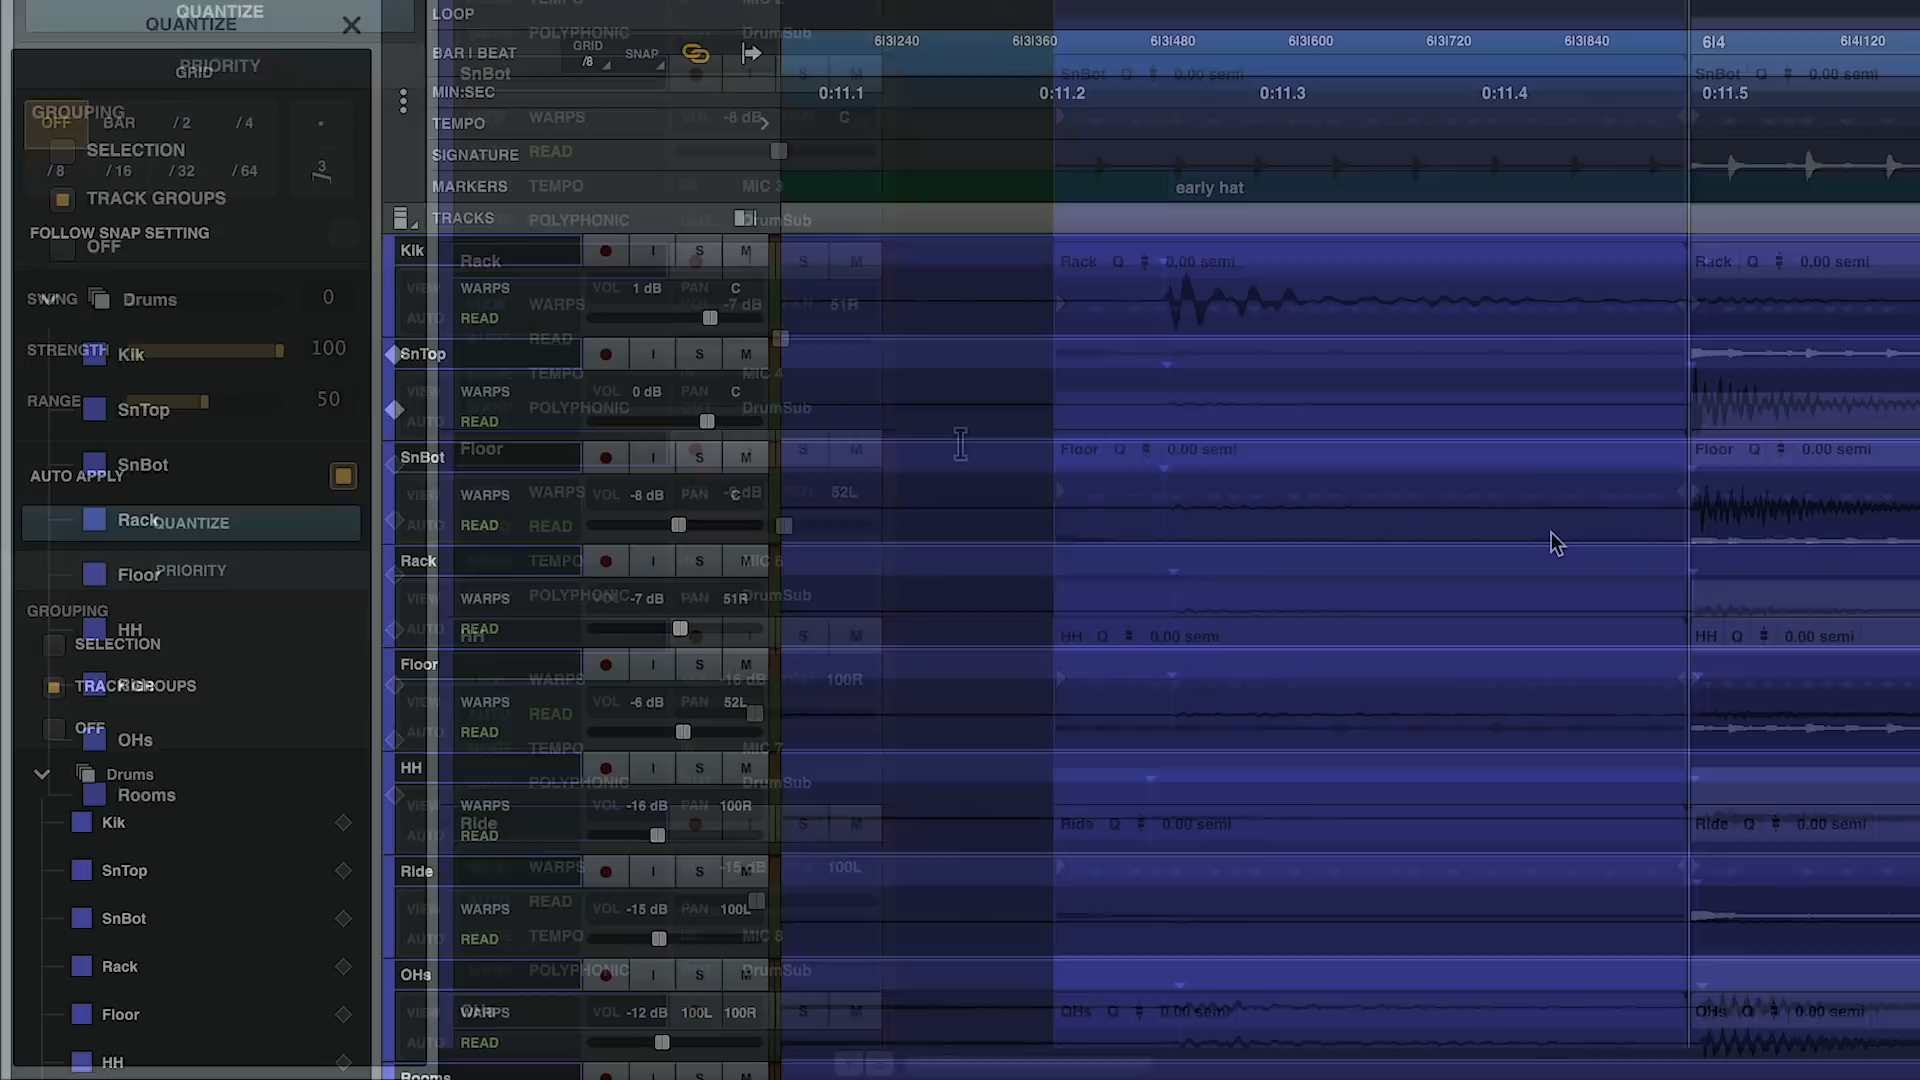 QUANTIZE
QUANTIZE
PRIORITY
GRID
GROUPING
OFF BAR / 2 / 4
SELECTION
/ 8 / 16 / 32 / 64 3
TRACK GROUPS
FOLLOW SNAP SETTING
OFF
SWING Drums 0
STRENGTH Kik 100
RANGE SnTop 50
SnBot
AUTO APPLY
Rack QUANTIZE
Floor PRIORITY
GROUPING
HH
SELECTION
TRACK GROUPS Ride
OFF
OHs
Drums
Rooms
Kik
SnTop
SnBot
Rack
Floor
HH
LOOP
BAR | BEAT GRID /8 SNAP
6|3|240 6|3|360 6|3|480 6|3|600 6|3|720 6|3|840 6|4 6|4|120
MIN:SEC 0:11.1 0:11.2 0:11.3 0:11.4 0:11.5
TEMPO
SIGNATURE
MARKERS early hat
TRACKS
POLYPHONIC DrumSub
SnBot S M SnBot Q 0.00 semi SnBot Q 0.00 semi
WARPS -8 dB C
READ
TEMPO MIC 3
POLYPHONIC DrumSub
Kik I S M
Rack S M Rack Q 0.00 semi Rack Q 0.00 semi
VIEW WARPS VOL 1 dB PAN C
WARPS -7 dB 51R
AUTO READ
READ
SnTop I S M
TEMPO MIC 4
VIEW WARPS VOL 0 dB PAN C
POLYPHONIC DrumSub
AUTO READ
Floor S M Floor Q 0.00 semi Floor Q 0.00 semi
SnBot I S M
VIEW WARPS VOL -8 dB PAN C
WARPS 52L
AUTO READ
READ
Rack I S M
TEMPO MIC 6
VIEW WARPS VOL -7 dB PAN 51R
POLYPHONIC DrumSub
AUTO READ
HH S M HH Q 0.00 semi HH Q 0.00 semi
Floor I S M
WARPS -16 dB 100R
VIEW WARPS VOL -6 dB PAN 52L
READ
AUTO READ
TEMPO MIC 7
HH I S M
POLYPHONIC DrumSub
VIEW WARPS VOL -16 dB PAN 100R
Ride S M Ride Q 0.00 semi Ride Q 0.00 semi
AUTO READ
Ride I S M
WARPS -15 dB 100L
READ
VIEW WARPS VOL -15 dB PAN 100L
AUTO READ
TEMPO MIC 8
POLYPHONIC DrumSub
OHs I S M
VIEW WARPS VOL -12 dB 100L 100R
OHs S M OHs Q 0.00 semi OHs Q 0.00 semi
AUTO READ
Rooms